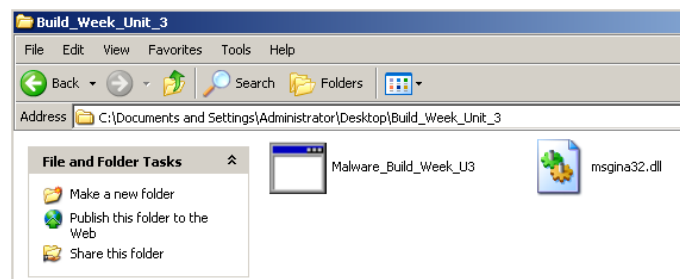 Build_Week_Unit_3
File Edit View Favorites Tools Help
Back Search Folders
Address C:\Documents and Settings\Administrator\Desktop\Build_Week_Unit_3
File and Folder Tasks
Make a new folder
Publish this folder to the
Web
Share this folder
Malware_Build_Week_U3
msgina32.dll